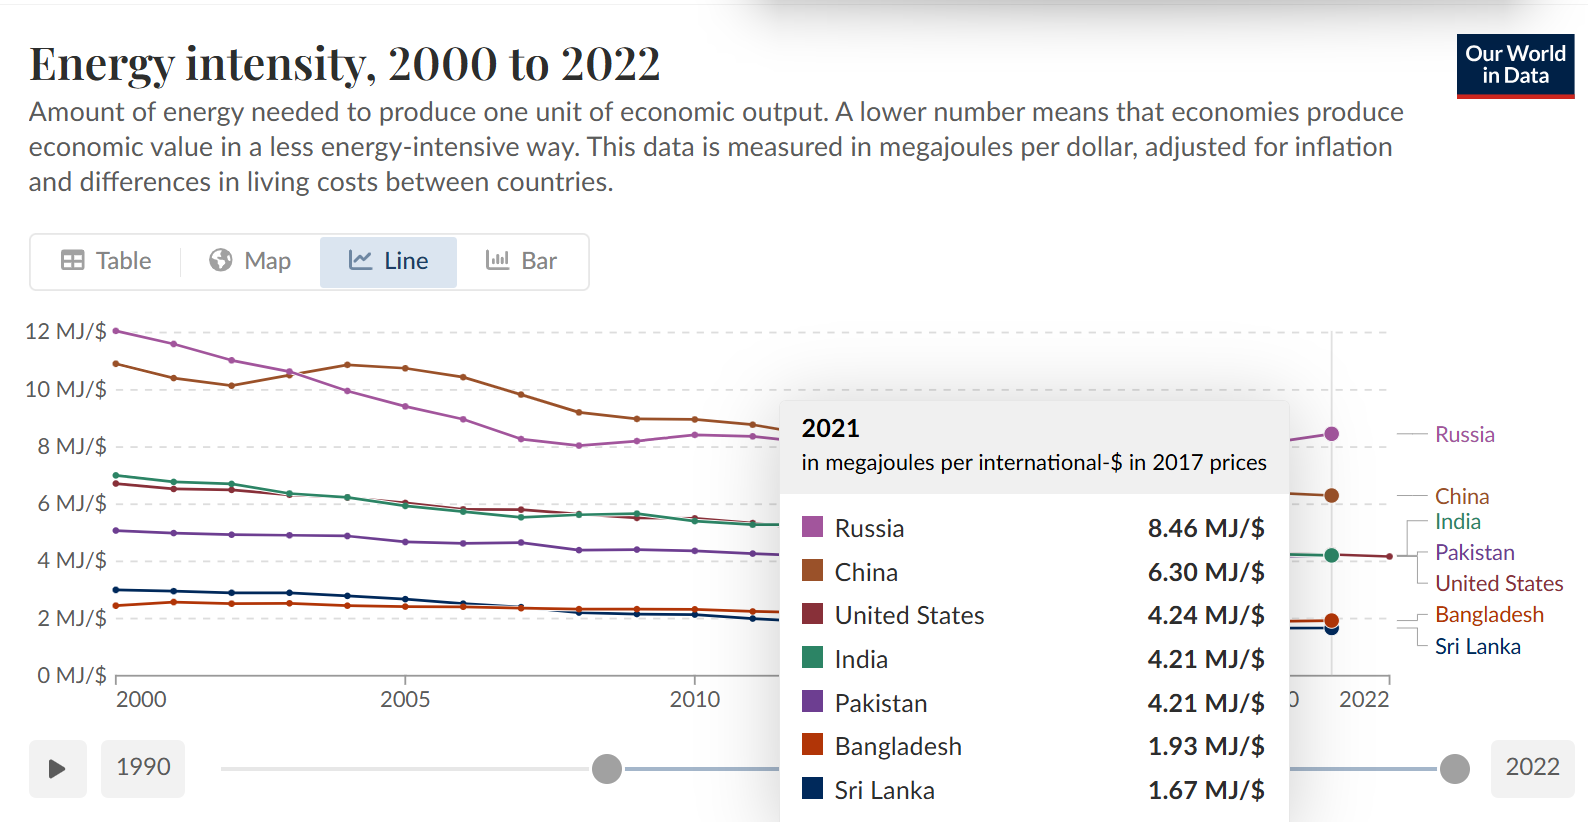 Energy intensity, 2000 to 2022
Our World
in Data
Amount of energy needed to produce one unit of economic output. A lower number means that economies produce
economic value in a less energy-intensive way. This data is measured in megajoules per dollar, adjusted for inflation
and differences in living costs between countries.
Table
Map
Line
Bar
12 MJ/$
10 MJ/$
8 MJ/$
6 MJ/$
4 MJ/$
2 MJ/$
0 MJ/$
2000
2005
2010
0
2022
2021
in megajoules per international-$ in 2017 prices
Russia 8.46 MJ/$
China 6.30 MJ/$
United States 4.24 MJ/$
India 4.21 MJ/$
Pakistan 4.21 MJ/$
Bangladesh 1.93 MJ/$
Sri Lanka 1.67 MJ/$
Russia
China
India
Pakistan
United States
Bangladesh
Sri Lanka
1990
2022